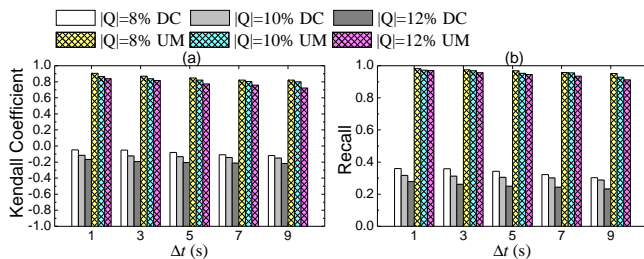 |Q|=8% DC |Q|=10% DC |Q|=12% DC
|Q|=8% UM |Q|=10% UM |Q|=12% UM
(a)
Kendall Coefficient
1.0
0.8
0.6
0.4
0.2
0.0
-0.2
-0.4
-0.6
-0.8
-1.0
1 3 5 7 9
Δt (s)
(b)
Recall
1.0
0.8
0.6
0.4
0.2
0.0
1 3 5 7 9
Δt (s)